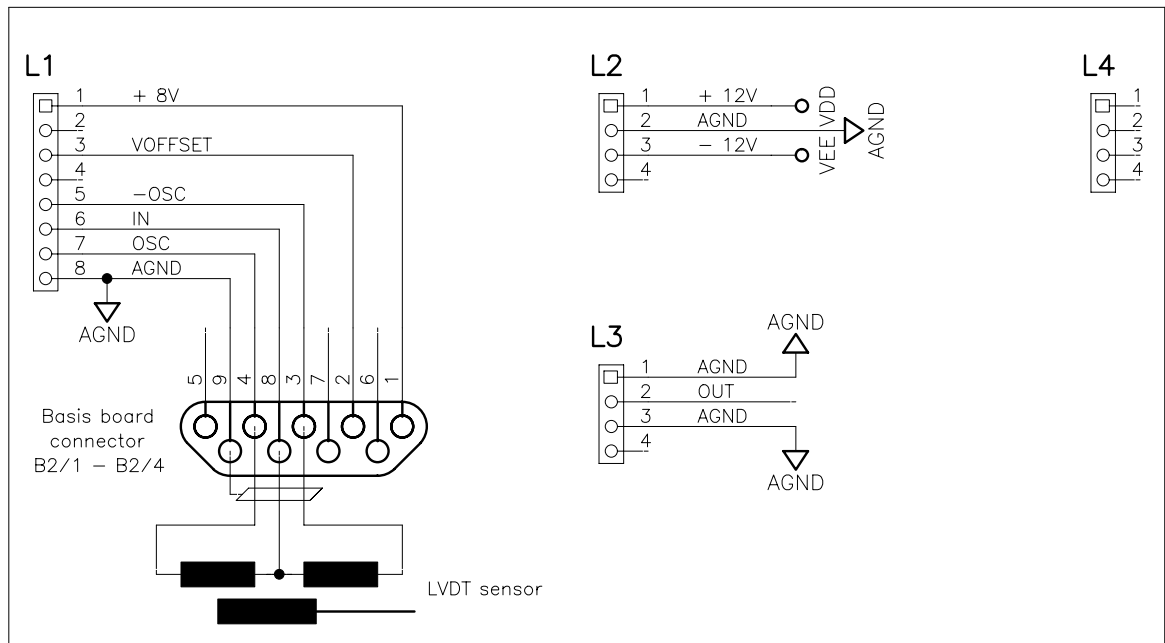 L1
1 + 8V
2
3 VOFFSET
4
5 -OSC
6 IN
7 OSC
8 AGND
AGND
5 9 4 8 3 7 2 6 1
Basis board
connector
B2/1 - B2/4
LVDT sensor
L2
1 + 12V
2 AGND
3 - 12V
4
VDD
VEE
AGND
L3
1 AGND
2 OUT
3 AGND
4
AGND
AGND
L4
1
2
3
4